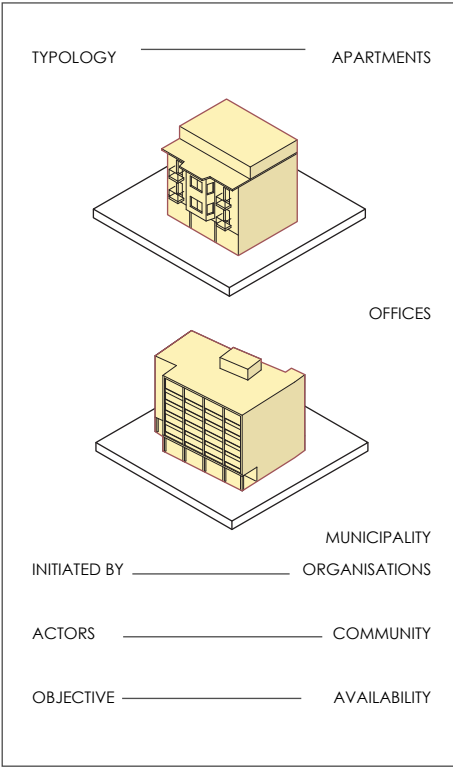 TYPOLOGY APARTMENTS
OFFICES
MUNICIPALITY
INITIATED BY ORGANISATIONS
ACTORS COMMUNITY
OBJECTIVE AVAILABILITY